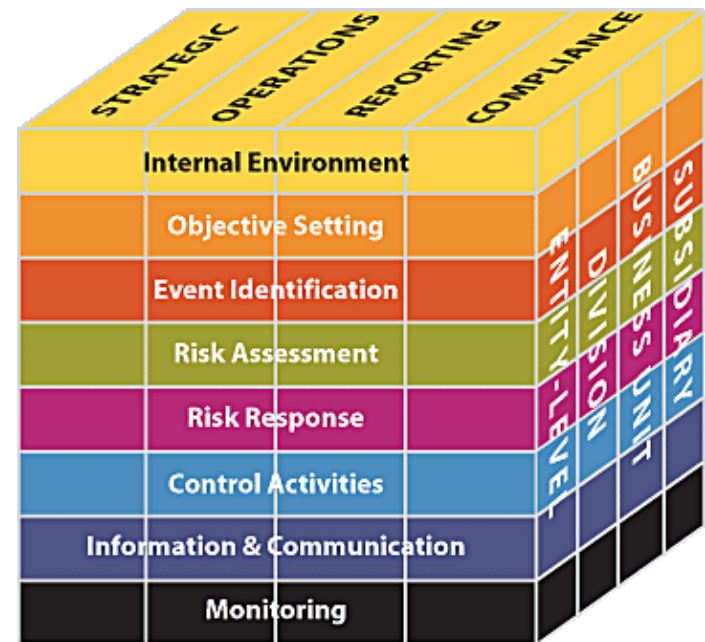 STRATEGIC
OPERATIONS
REPORTING
COMPLIANCE
Internal Environment
Objective Setting
Event Identification
Risk Assessment
Risk Response
Control Activities
Information & Communication
Monitoring
ENTITY-LEVEL
DIVISION
BUSINESS UNIT
SUBSIDIARY